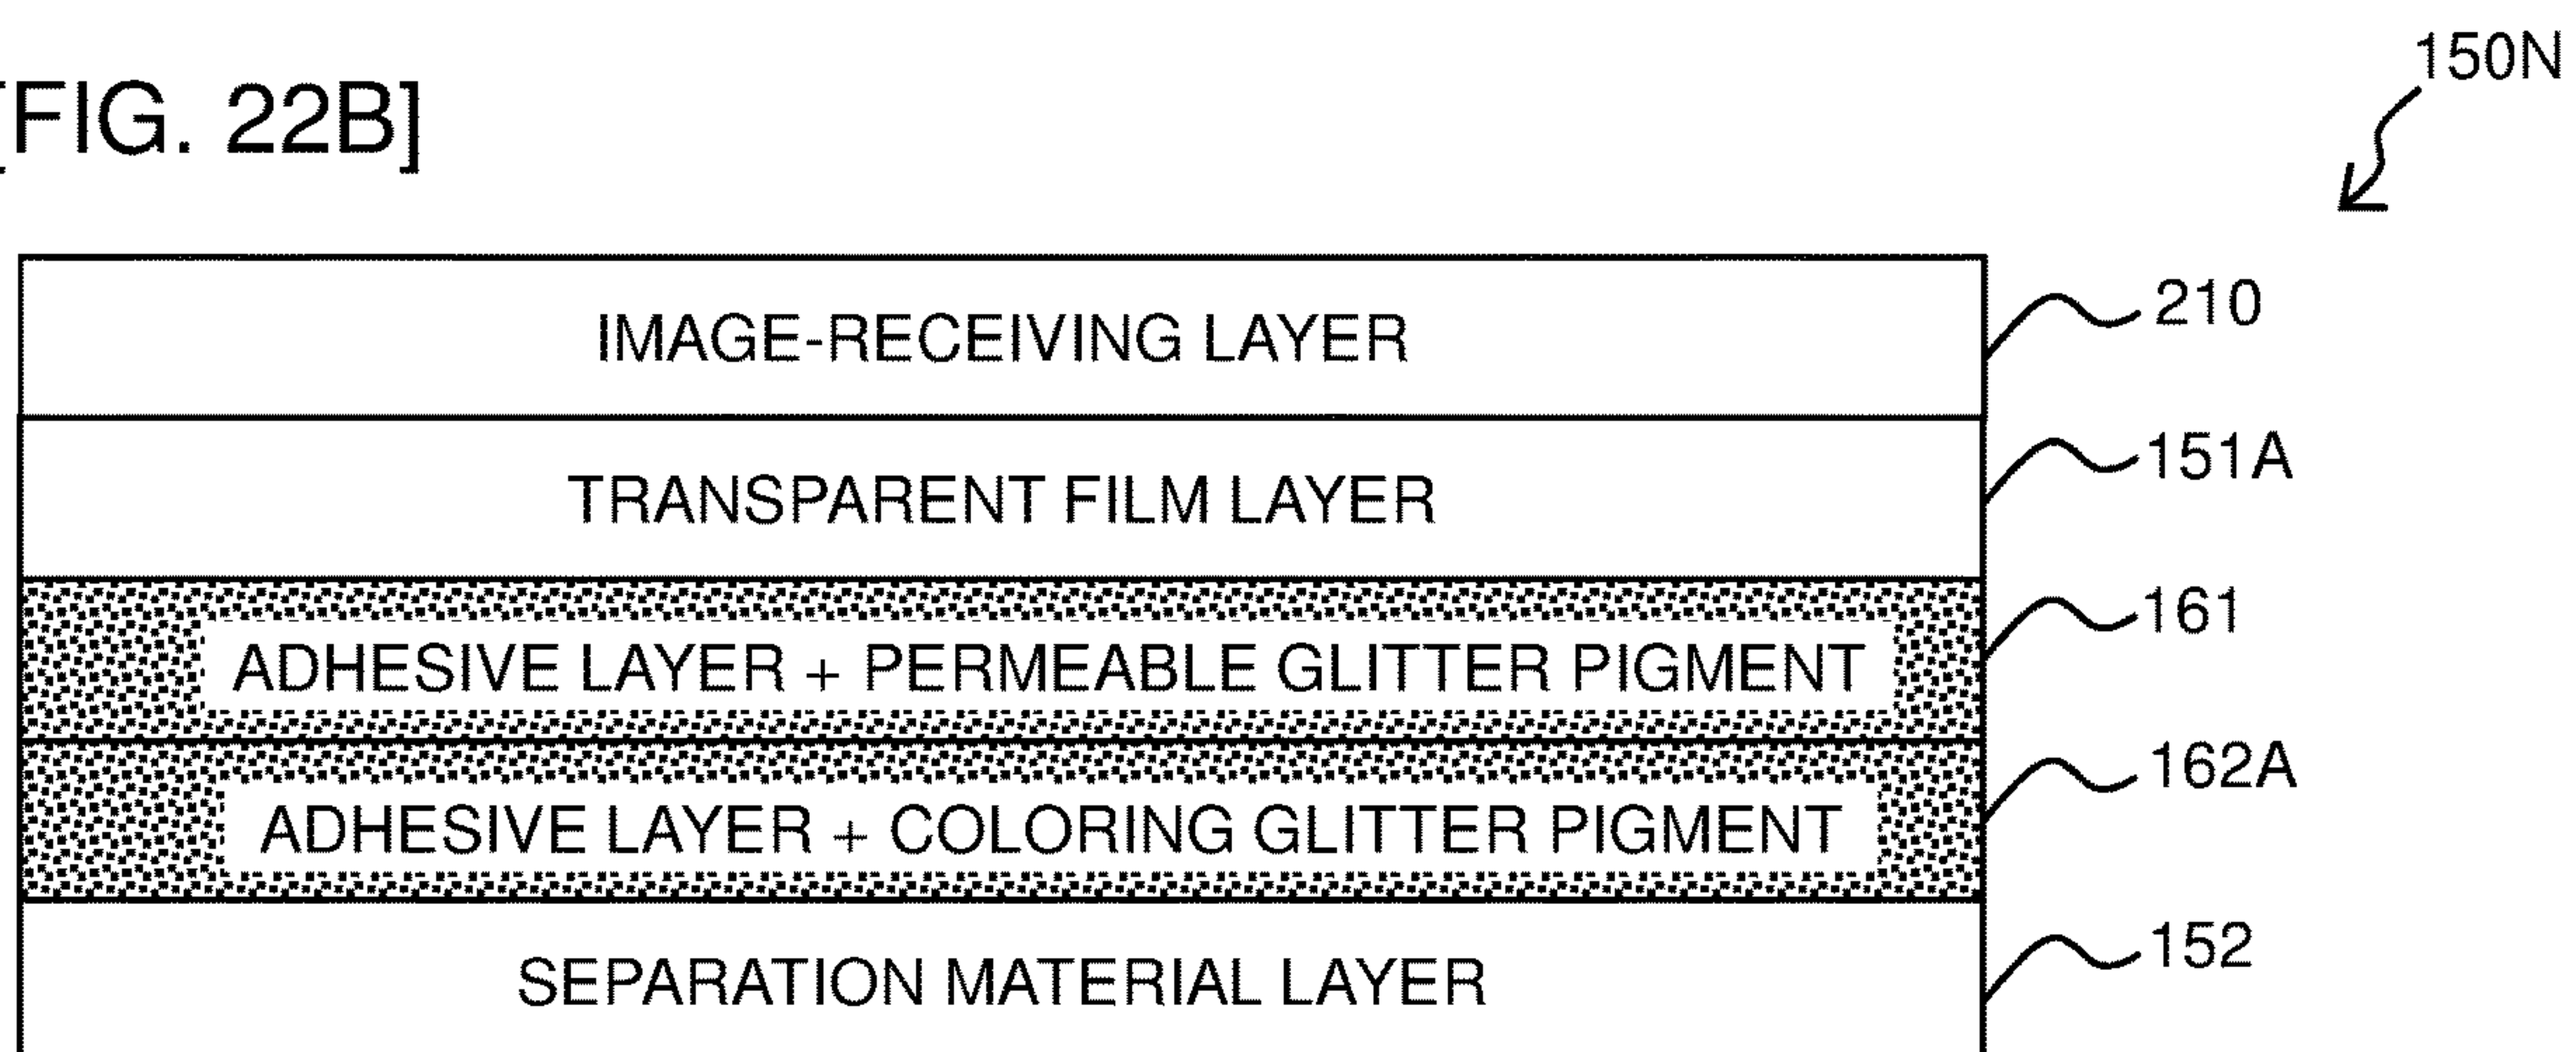 [FIG. 22B]
150N
IMAGE-RECEIVING LAYER 210
TRANSPARENT FILM LAYER 151A
ADHESIVE LAYER + PERMEABLE GLITTER PIGMENT 161
ADHESIVE LAYER + COLORING GLITTER PIGMENT 162A
SEPARATION MATERIAL LAYER 152